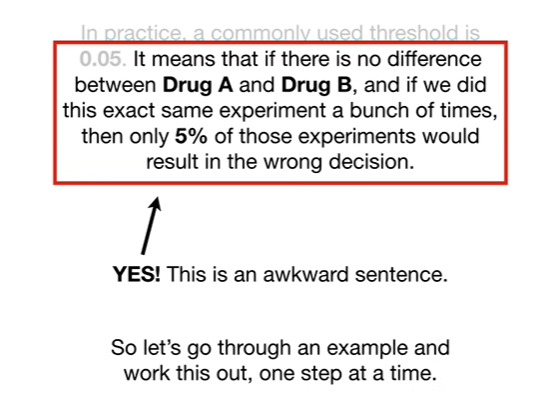 In practice, a commonly used threshold is
0.05. It means that if there is no difference
between Drug A and Drug B, and if we did
this exact same experiment a bunch of times,
then only 5% of those experiments would
result in the wrong decision.
YES! This is an awkward sentence.
So let’s go through an example and
work this out, one step at a time.